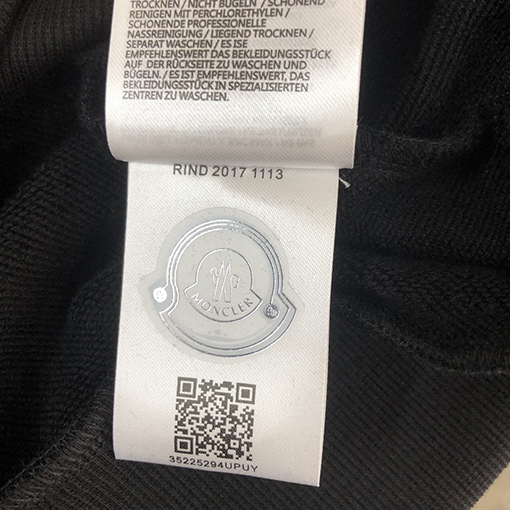 TROCKNEN / NICHT BÜGELN / SCHONEND
REINIGEN MIT PERCHLORETHYLEN /
SCHONENDE PROFESSIONELLE
NASSREINIGUNG / LIEGEND TROCKNEN /
SEPARAT WASCHEN / ES ISE
EMPFEHLENSWERT DAS BEKLEIDUNGSSTÜCK
AUF DER RÜCKSEITE ZU WASCHEN UND
BÜGELN. / ES IST EMPFEHLENSWERT, DAS
BEKLEIDUNGSSTÜCK IN SPEZIALISIERTEN
ZENTREN ZU WASCHEN.
RIND 2017 1113
MONCLER
35225294UPUY